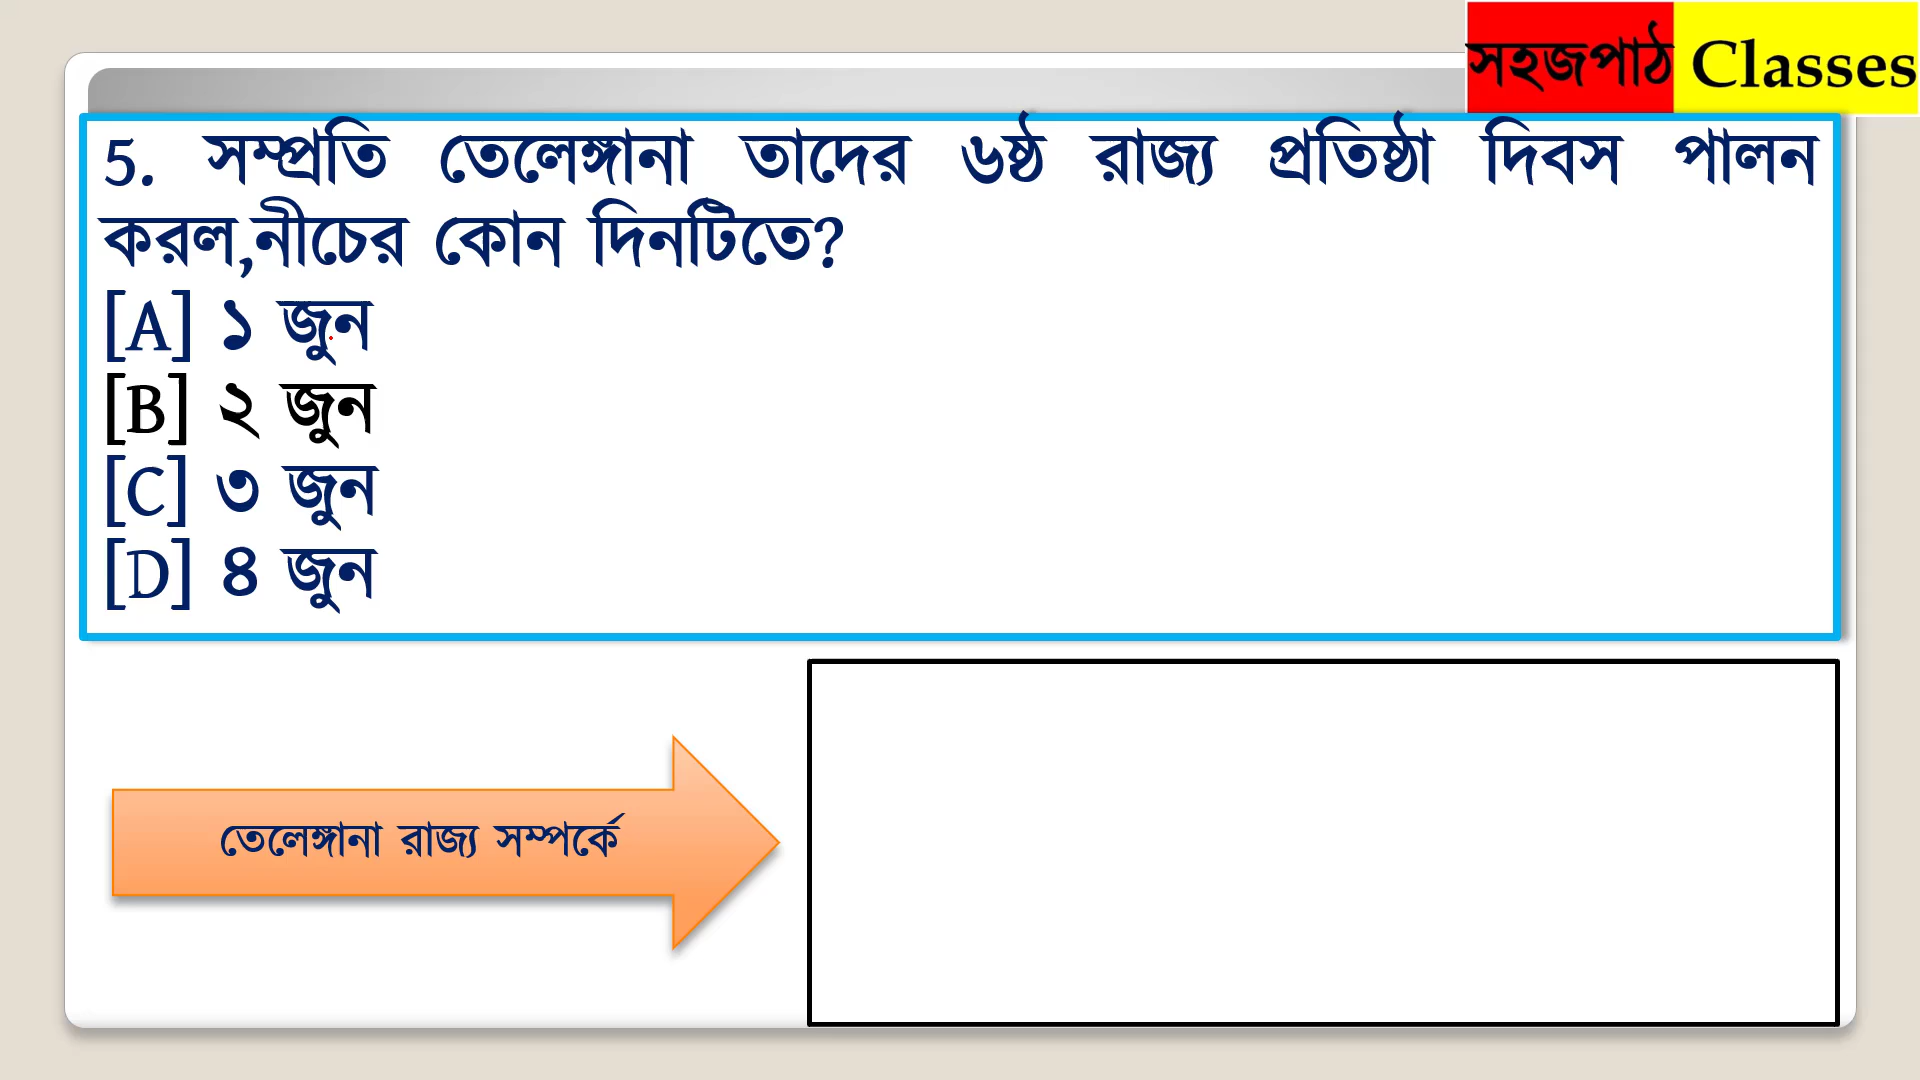 সহজপাঠ Classes
5. সম্প্রতি তেলেঙ্গানা তাদের ৬ষ্ঠ রাজ্য প্রতিষ্ঠা দিবস পালন
করল,নীচের কোন দিনটিতে?
[A] ১ জুন
[B] ২ জুন
[C] ৩ জুন
[D] ৪ জুন
তেলেঙ্গানা রাজ্য সম্পর্কে